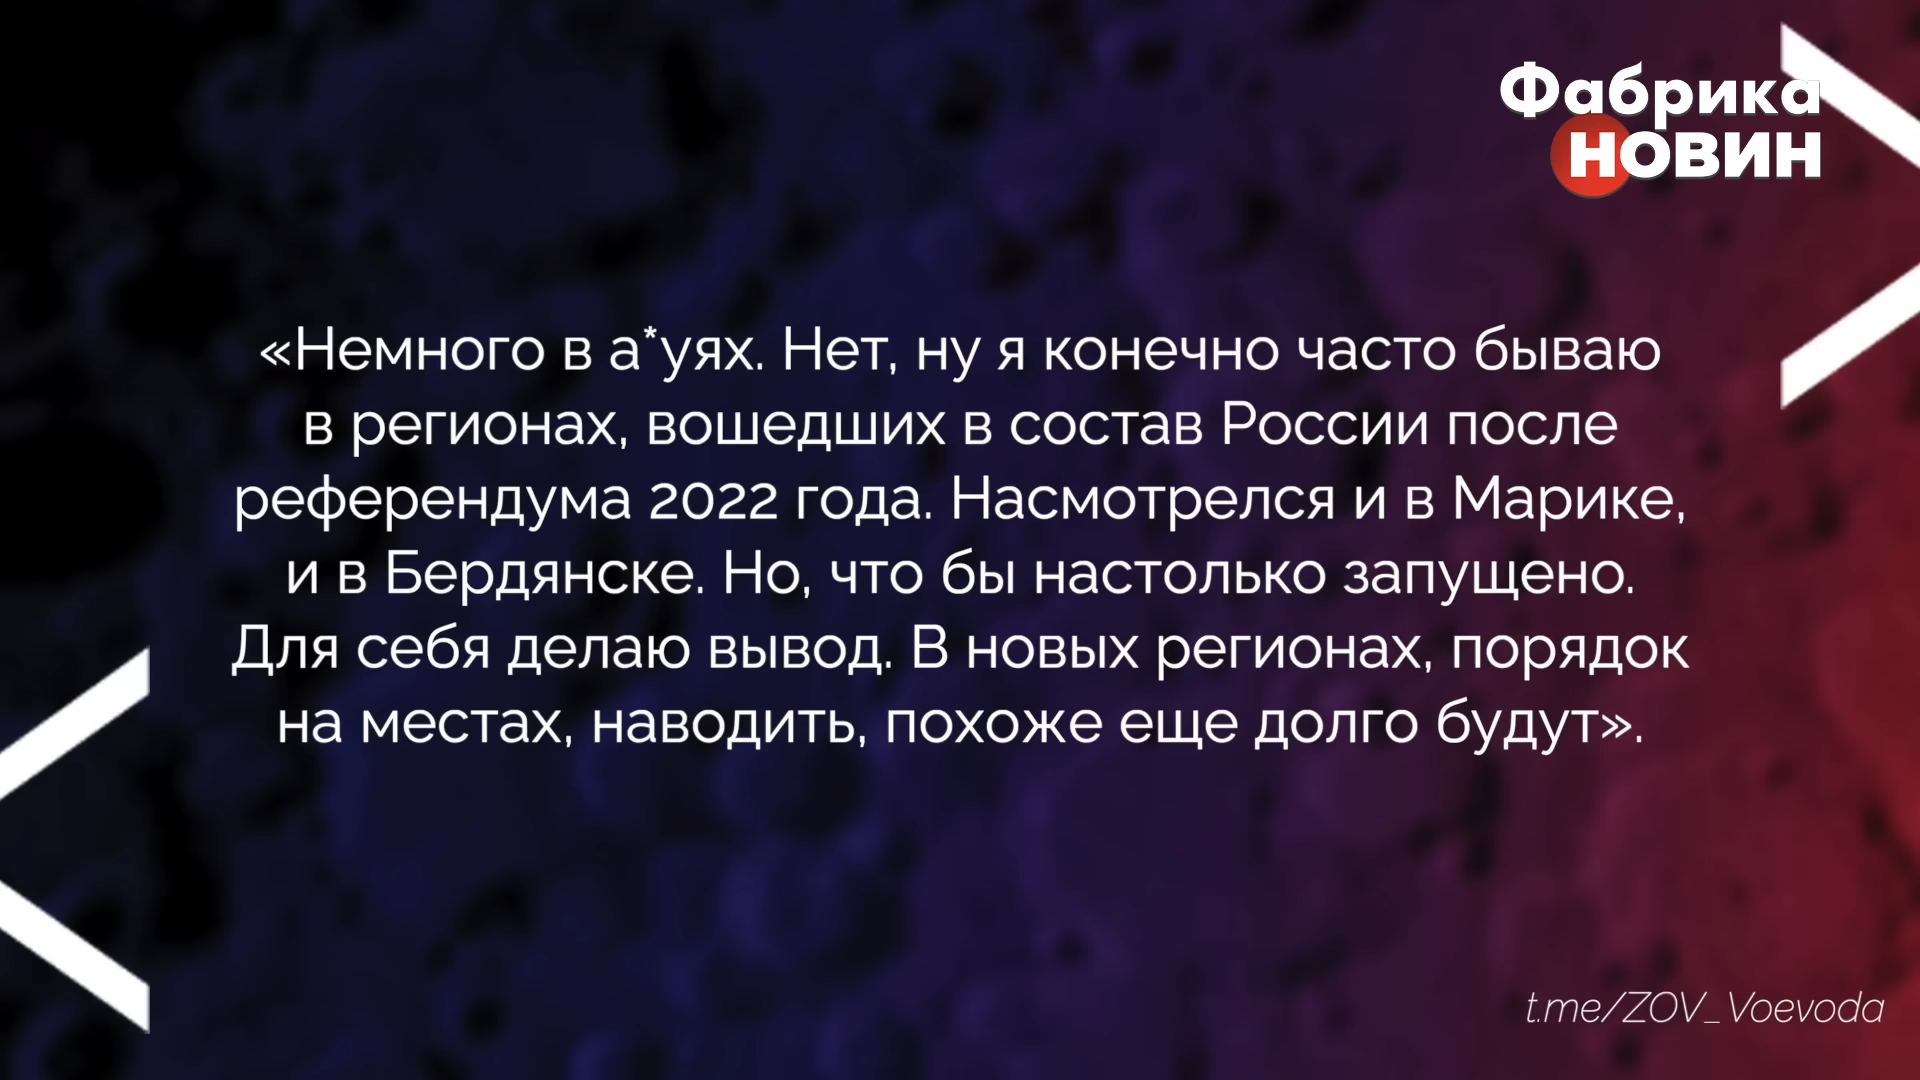 Фабрика
новин
«Немного в а*уях. Нет, ну я конечно часто бываю
в регионах, вошедших в состав России после
референдума 2022 года. Насмотрелся и в Марике,
и в Бердянске. Но, что бы настолько запущено.
Для себя делаю вывод. В новых регионах, порядок
на местах, наводить, похоже еще долго будут».
t.me/ZOV_Voevoda